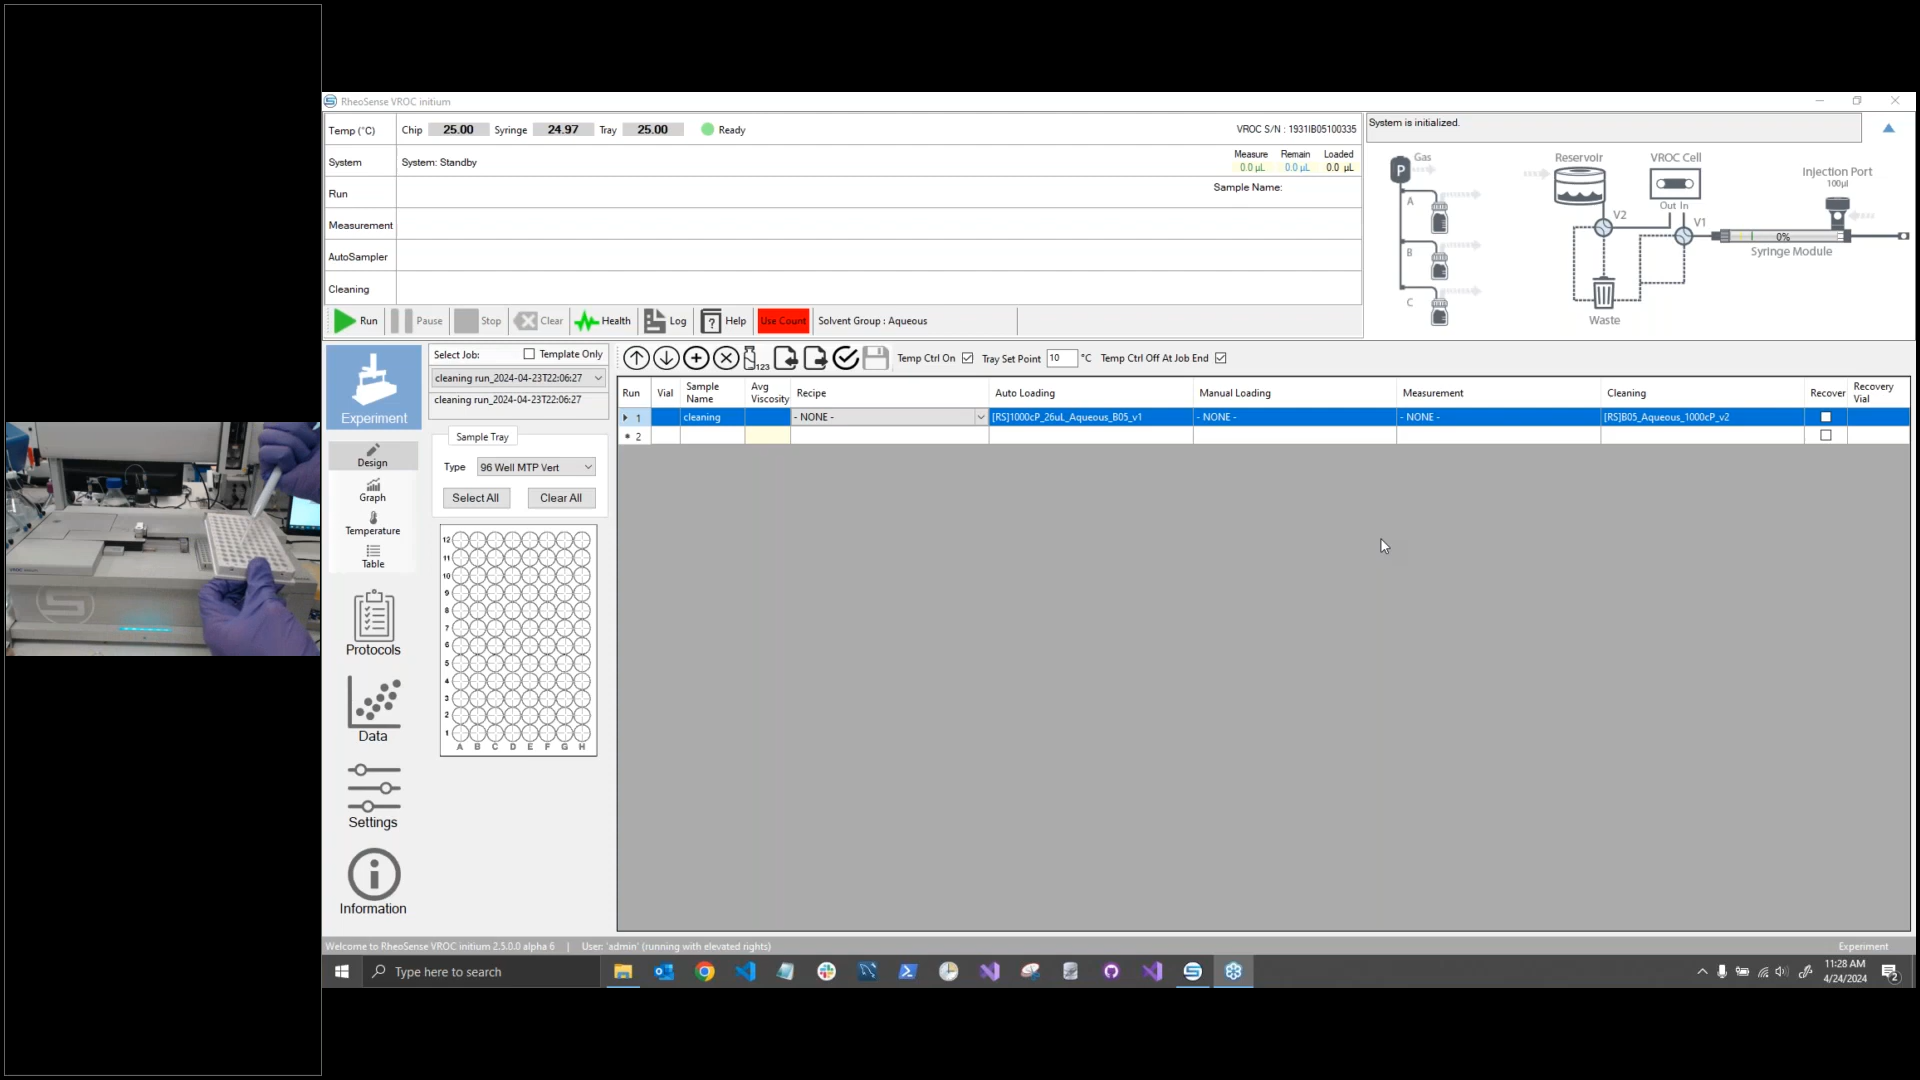 RheoSense VROC initium
Temp (°C) Chip 25.00 Syringe 24.97 Tray 25.00 Ready VROC S/N : 1931IB05100335
System System: Standby Measure Remain Loaded
0.0 µL 0.0 µL 0.0 µL
Run Sample Name:
Measurement
AutoSampler
Cleaning
System is initialized.
Gas Reservoir VROC Cell Injection Port
100µl
P
A
B
C
Out In
V2
V1
0%
Syringe Module
Waste
Run Pause Stop Clear Health Log Help Use Count Solvent Group : Aqueous
Experiment
Design
Graph
Temperature
Table
Protocols
Data
Settings
Information
Select Job: Template Only
cleaning run_2024-04-23T22:06:27
cleaning run_2024-04-23T22:06:27
Sample Tray
Type 96 Well MTP Vert
Select All Clear All
12
11
10
9
8
7
6
5
4
3
2
1
A B C D E F G H
123 Temp Ctrl On Tray Set Point 10 °C Temp Ctrl Off At Job End
Run Vial Sample Name Avg Viscosity Recipe Auto Loading Manual Loading Measurement Cleaning Recover Recovery Vial
1 cleaning - NONE - [RS]1000cP_26uL_Aqueous_B05_v1 - NONE - - NONE - [RS]B05_Aqueous_1000cP_v2
2
Welcome to RheoSense VROC initium 2.5.0.0 alpha 6 | User: 'admin' (running with elevated rights) Experiment
Type here to search
11:28 AM
4/24/2024
2